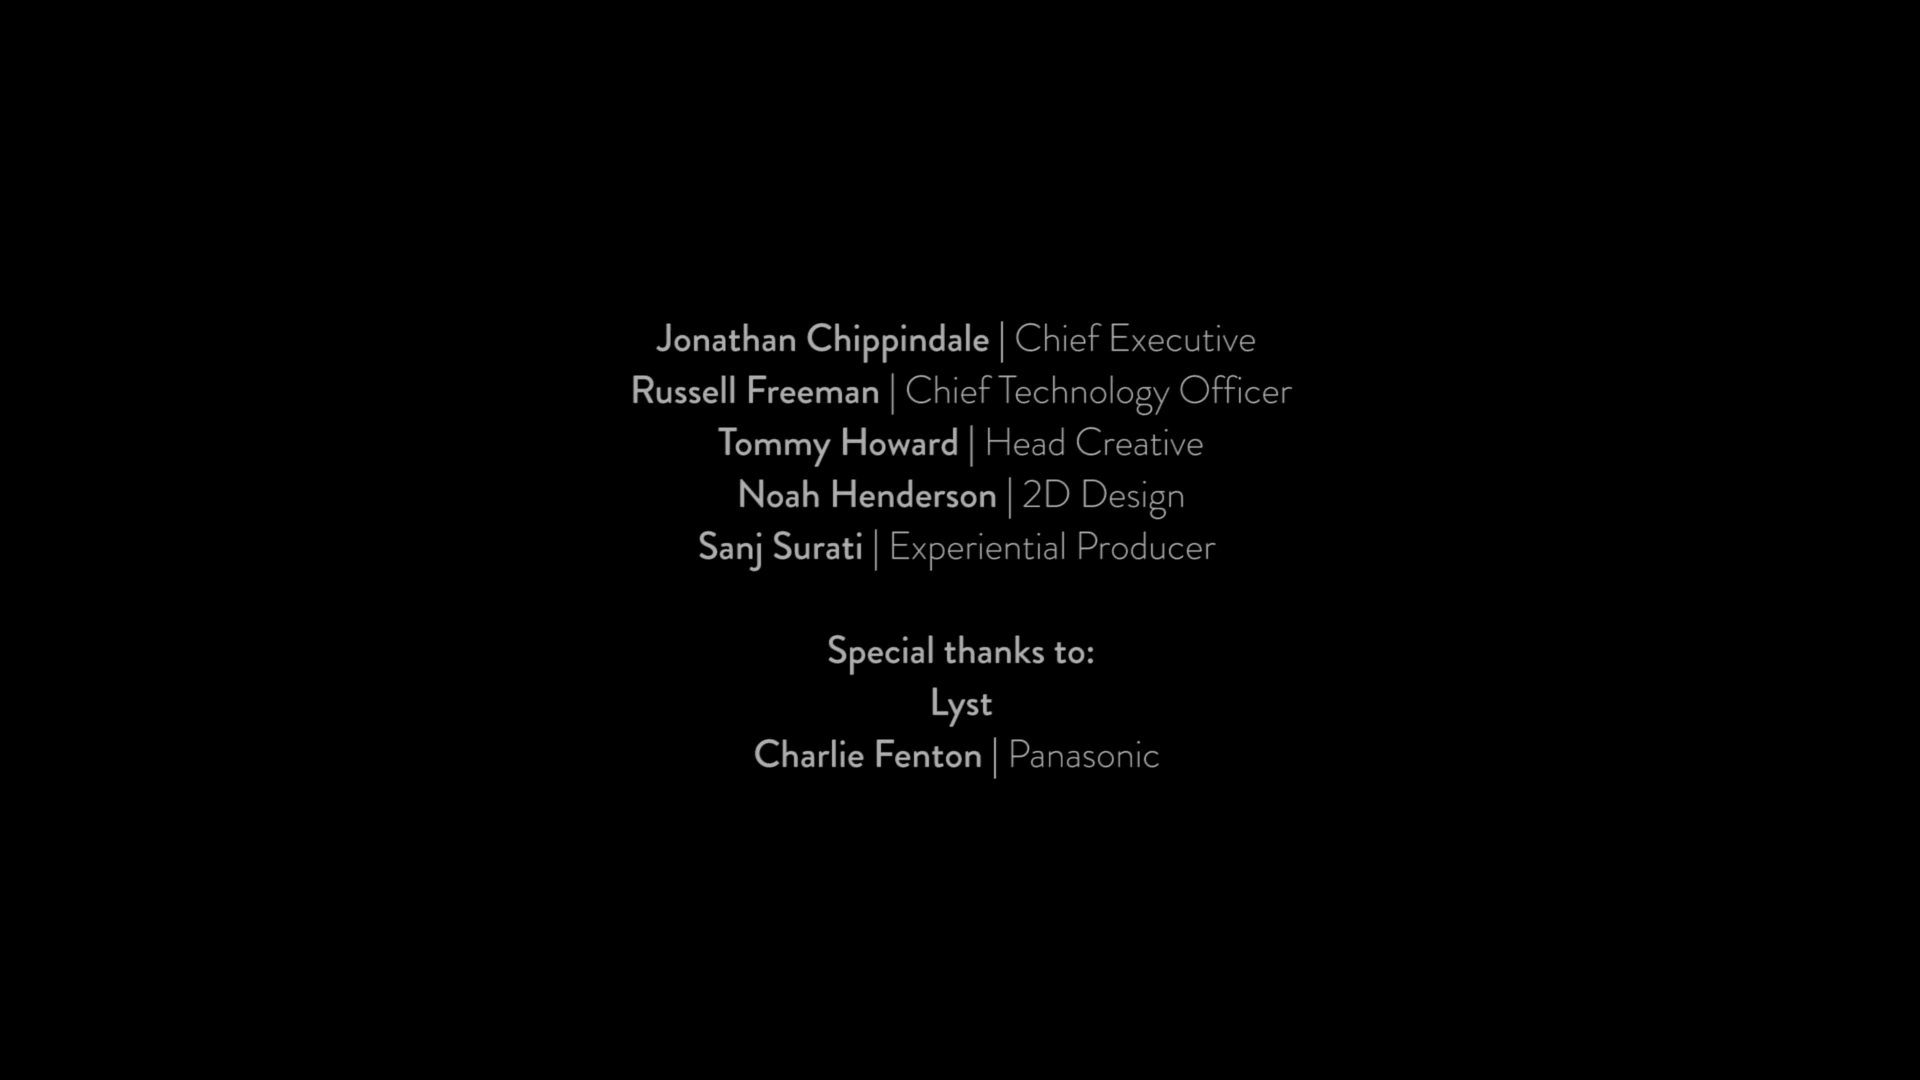 Jonathan Chippindale | Chief Executive
Russell Freeman | Chief Technology Officer
Tommy Howard | Head Creative
Noah Henderson | 2D Design
Sanj Surati | Experiential Producer
Special thanks to:
Lyst
Charlie Fenton | Panasonic